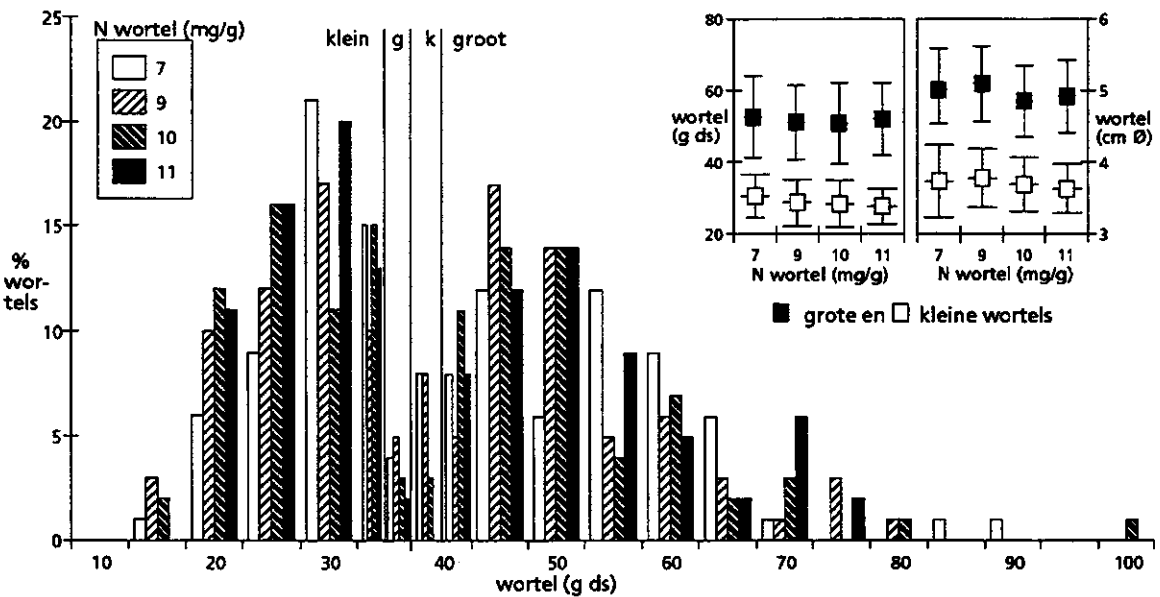 N wortel (mg/g)
7
9
10
11
klein g k groot
25
20
15
10
5
0
%
wor-
tels
10 20 30 40 50 60 70 80 90 100
wortel (g ds)
80
60
40
20
wortel
(g ds)
7 9 10 11
N wortel (mg/g)
6
5
4
3
wortel
(cm Ø)
7 9 10 11
N wortel (mg/g)
grote en kleine wortels